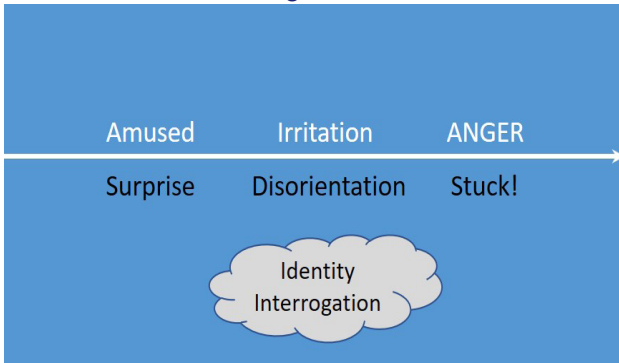 Amused Irritation ANGER
Surprise Disorientation Stuck!
Identity
Interrogation